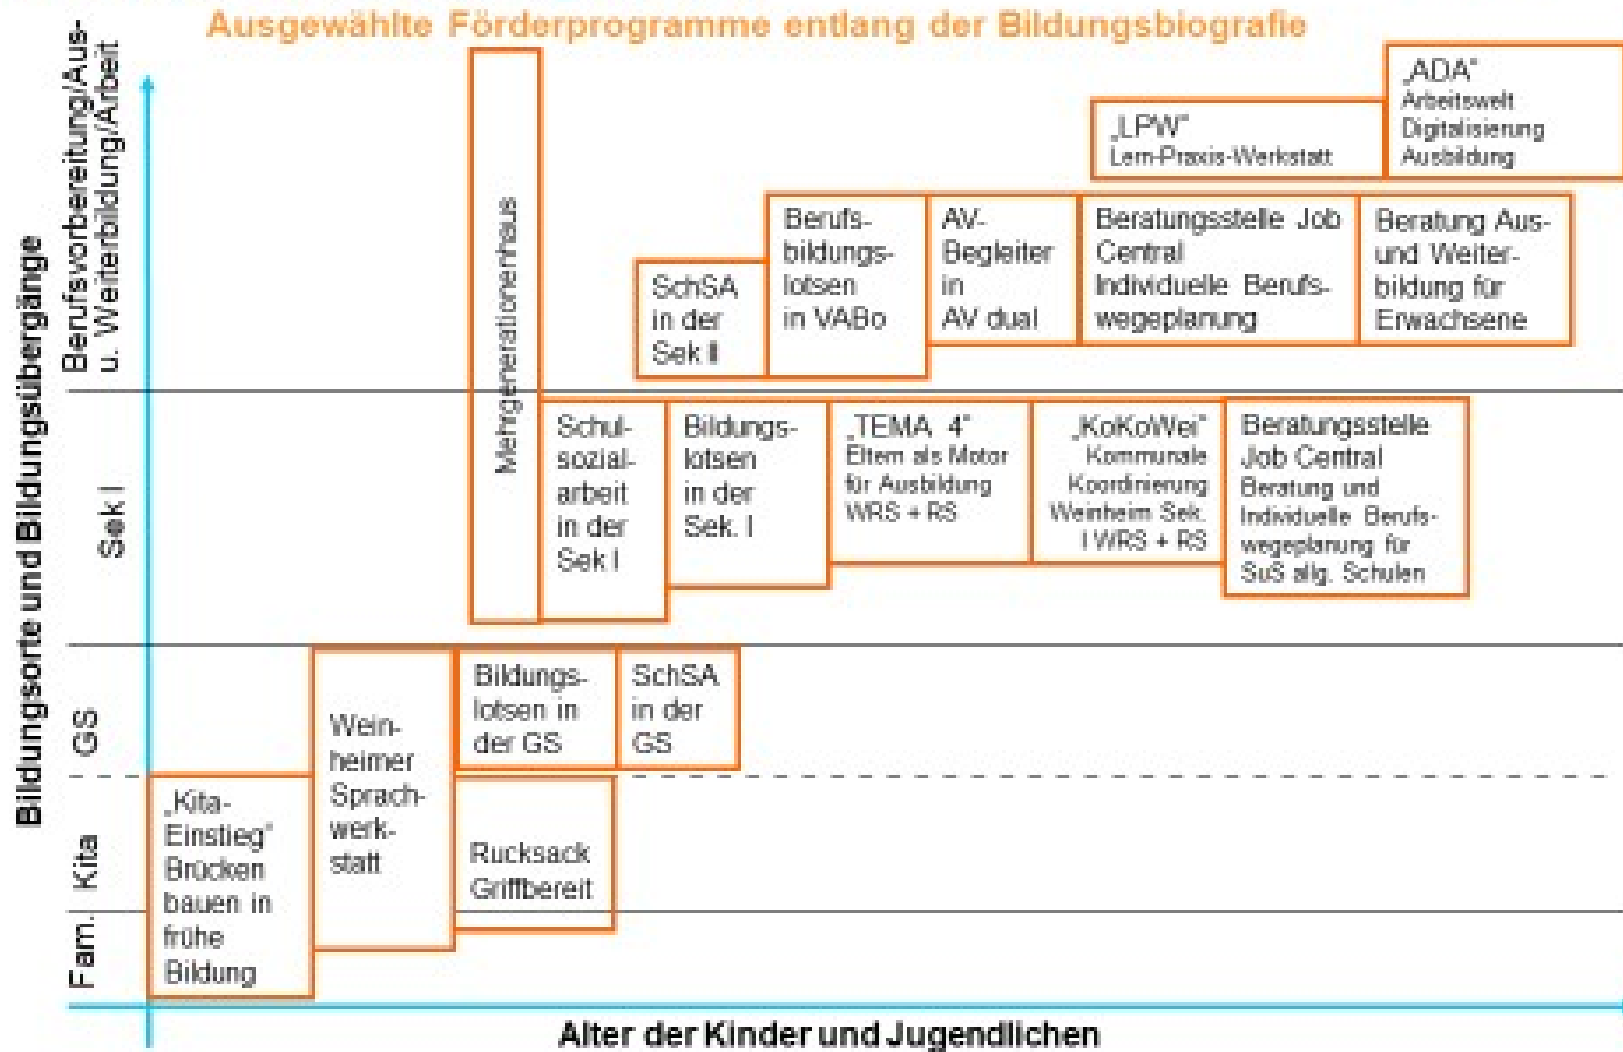 Ausgewählte Förderprogramme entlang der Bildungsbiografie
Bildungsorte und Bildungsübergänge
Berufsvorbereitung/Aus-
u. Weiterbildung/Arbeit
Sek I
GS
Kita
Fam.
Mehrgenerationenhaus
„LPW“
Lern-Praxis-Werkstatt
„ADA“
Arbeitswelt
Digitalisierung
Ausbildung
SchSA
in der
Sek II
Berufs-
bildungs-
lotsen
in VABo
AV-
Begleiter
in
AV dual
Beratungsstelle Job
Central
Individuelle Berufs-
wegeplanung
Beratung Aus-
und Weiter-
bildung für
Erwachsene
Schul-
sozial-
arbeit
in der
Sek I
Bildungs-
lotsen
in der
Sek. I
„TEMA 4“
Eltern als Motor
für Ausbildung
WRS + RS
„KoKoWei“
Kommunale
Koordinierung
Weinheim Sek.
I WRS + RS
Beratungsstelle
Job Central
Beratung und
Individuelle Berufs-
wegeplanung für
SuS allg. Schulen
Wein-
heimer
Sprach-
werk-
statt
Bildungs-
lotsen in
der GS
SchSA
in der
GS
„Kita-
Einstieg“
Brücken
bauen in
frühe
Bildung
Rucksack
Griffbereit
Alter der Kinder und Jugendlichen